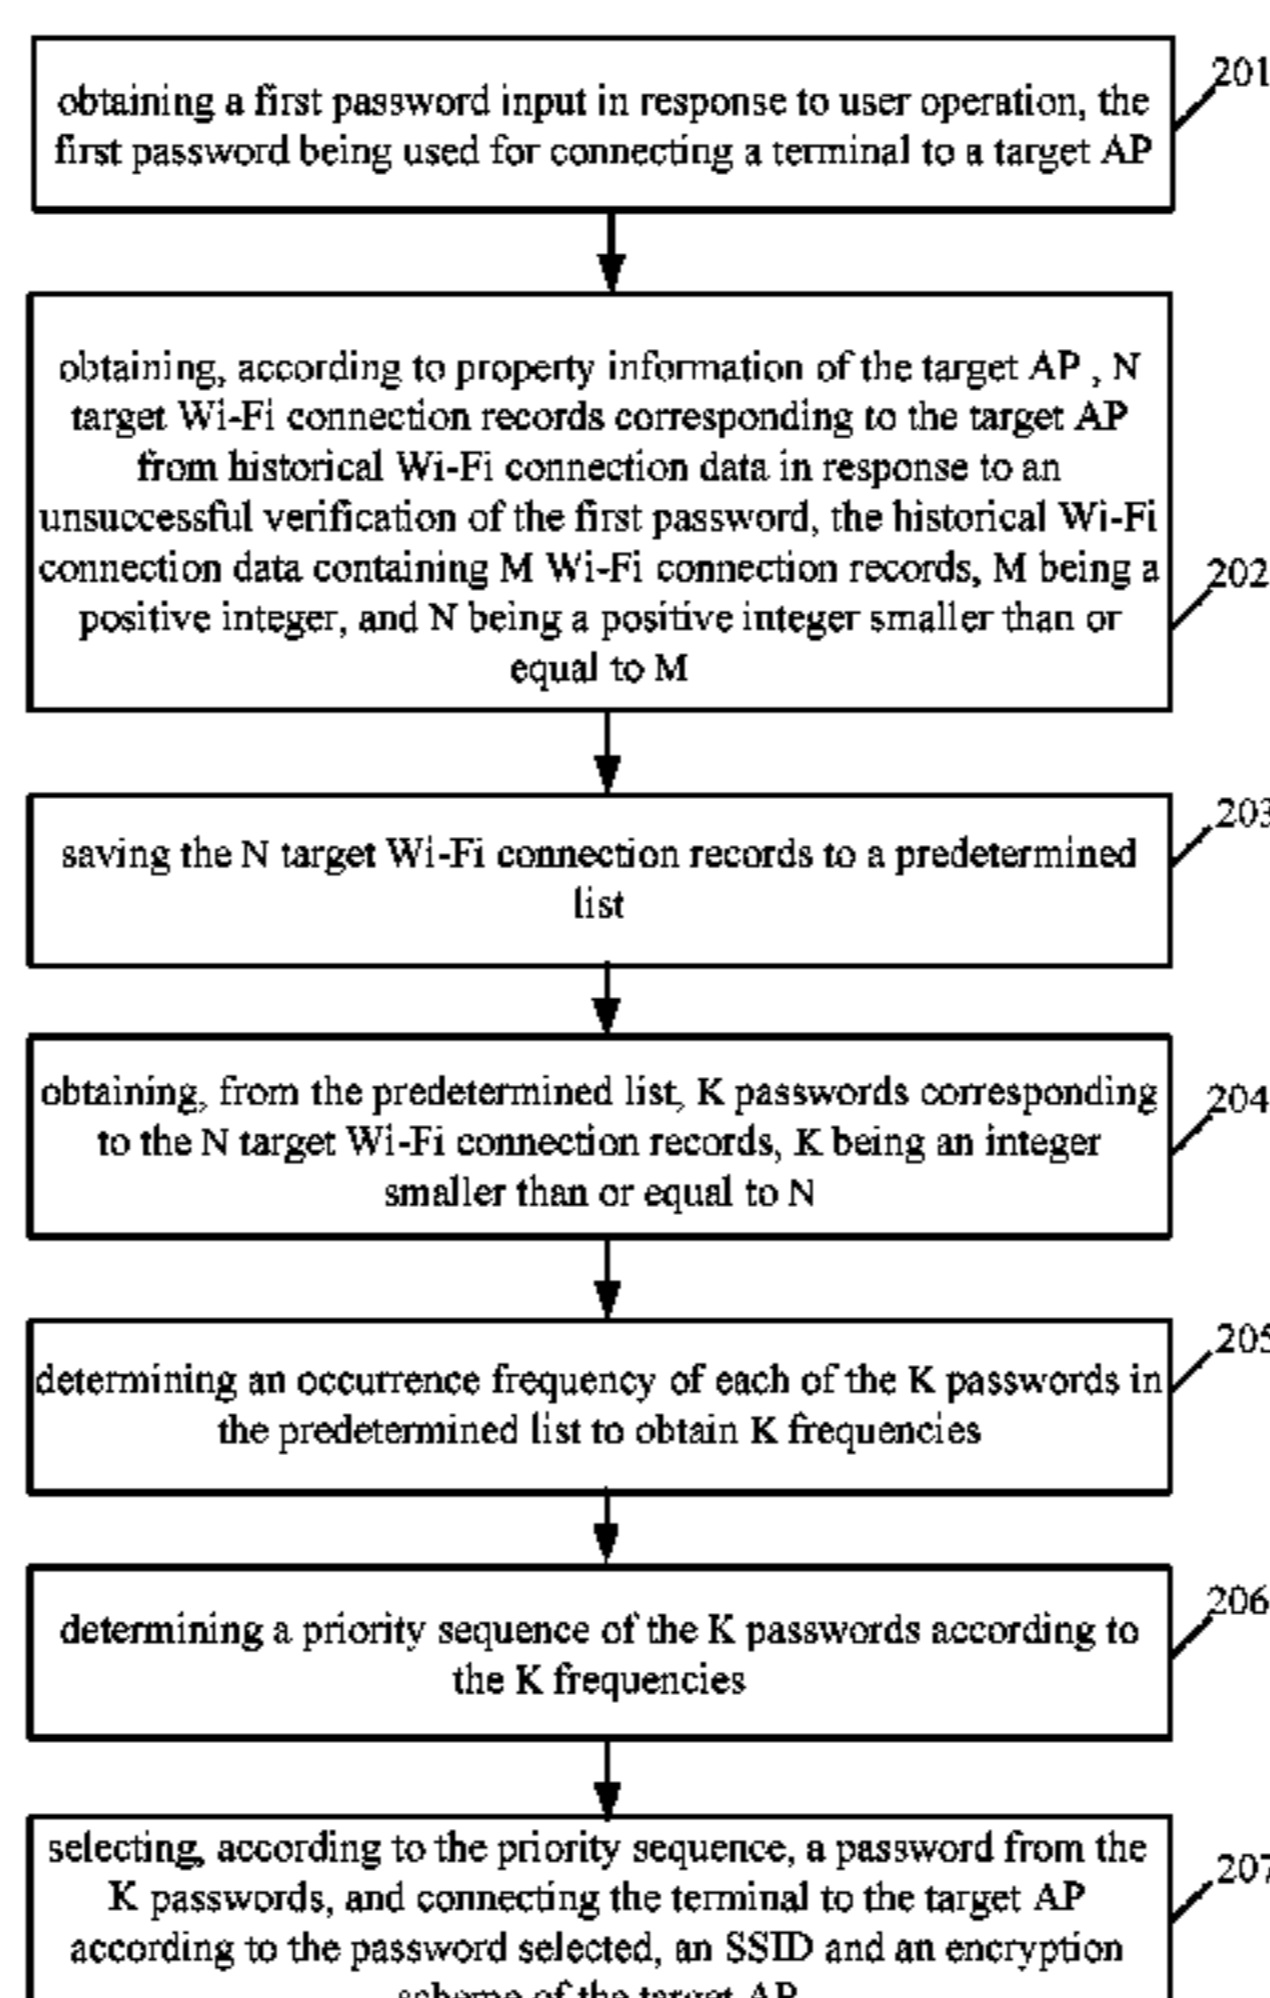 obtaining a first password input in response to user operation, the
first password being used for connecting a terminal to a target AP
201
obtaining, according to property information of the target AP , N
target Wi-Fi connection records corresponding to the target AP
from historical Wi-Fi connection data in response to an
unsuccessful verification of the first password, the historical Wi-Fi
connection data containing M Wi-Fi connection records, M being a
positive integer, and N being a positive integer smaller than or
equal to M
202
saving the N target Wi-Fi connection records to a predetermined
list
203
obtaining, from the predetermined list, K passwords corresponding
to the N target Wi-Fi connection records, K being an integer
smaller than or equal to N
204
determining an occurrence frequency of each of the K passwords in
the predetermined list to obtain K frequencies
205
determining a priority sequence of the K passwords according to
the K frequencies
206
selecting, according to the priority sequence, a password from the
K passwords, and connecting the terminal to the target AP
according to the password selected, an SSID and an encryption
scheme of the target AP
207